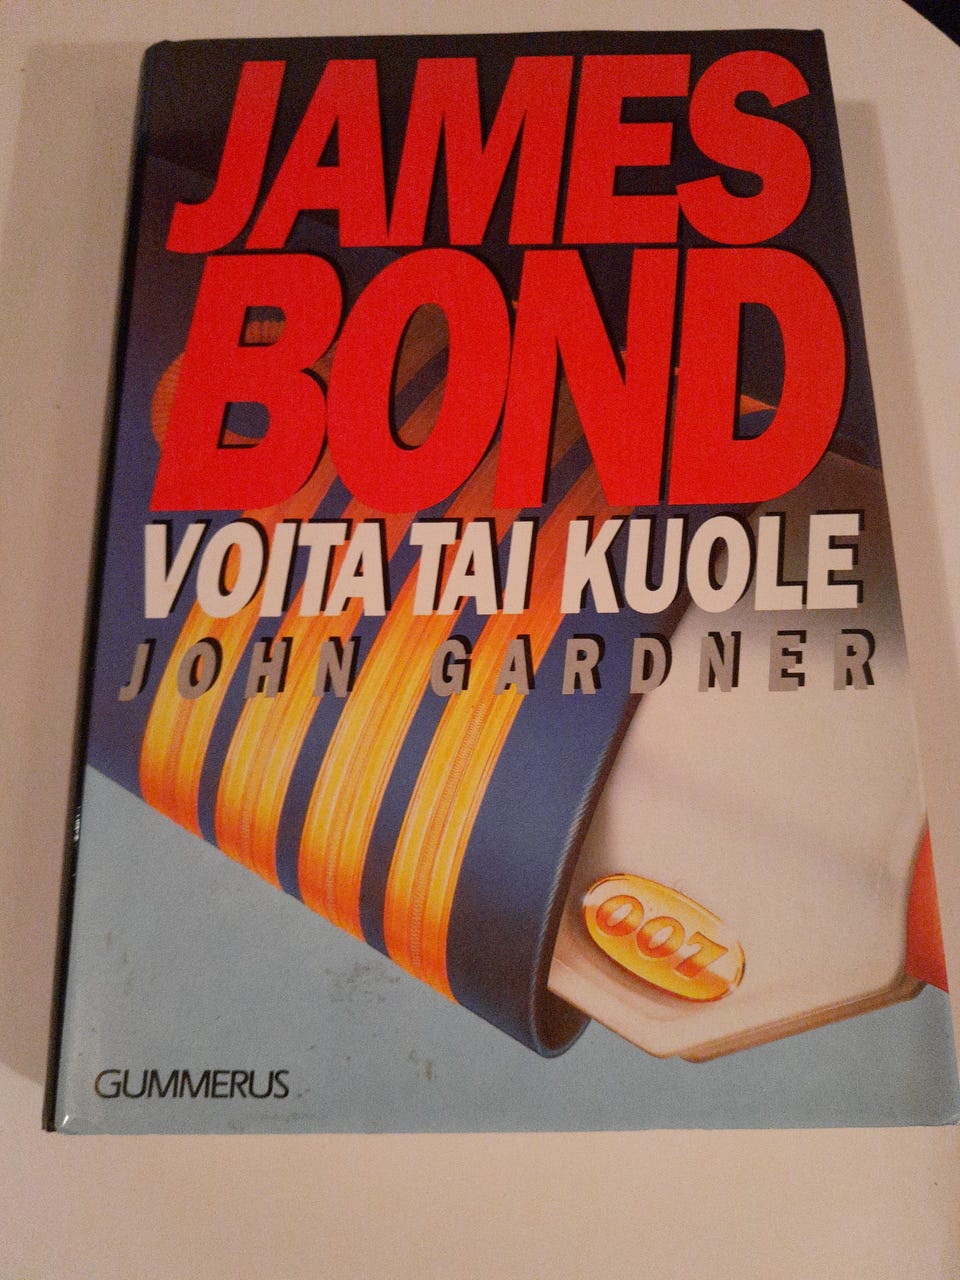 JAMES
BOND
VOITA TAI KUOLE
JOHN GARDNER
007
GUMMERUS